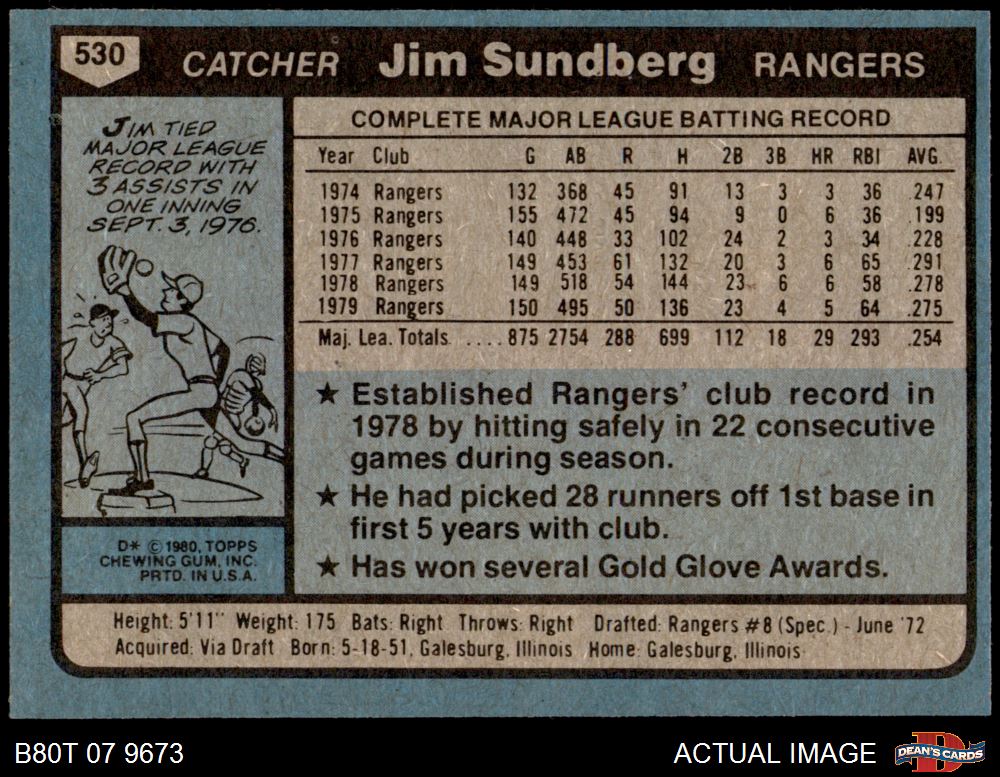 530
CATCHER Jim Sundberg RANGERS
JIM TIED
MAJOR LEAGUE
RECORD WITH
3 ASSISTS IN
ONE INNING
SEPT. 3, 1976.
D* © 1980, TOPPS
CHEWING GUM, INC.
PRTD. IN U.S.A.
COMPLETE MAJOR LEAGUE BATTING RECORD
Year Club G AB R H 2B 3B HR RBI AVG.
1974 Rangers 132 368 45 91 13 3 3 36 .247
1975 Rangers 155 472 45 94 9 0 6 36 .199
1976 Rangers 140 448 33 102 24 2 3 34 .228
1977 Rangers 149 453 61 132 20 3 6 65 .291
1978 Rangers 149 518 54 144 23 6 6 58 .278
1979 Rangers 150 495 50 136 23 4 5 64 .275
Maj. Lea. Totals .... 875 2754 288 699 112 18 29 293 .254
★ Established Rangers' club record in
1978 by hitting safely in 22 consecutive
games during season.
★ He had picked 28 runners off 1st base in
first 5 years with club.
★ Has won several Gold Glove Awards.
Height: 5'11" Weight: 175 Bats: Right Throws: Right Drafted: Rangers #8 (Spec.) - June '72
Acquired: Via Draft Born: 5-18-51, Galesburg, Illinois Home: Galesburg, Illinois
B80T 07 9673
ACTUAL IMAGE
D
DEAN'S CARDS